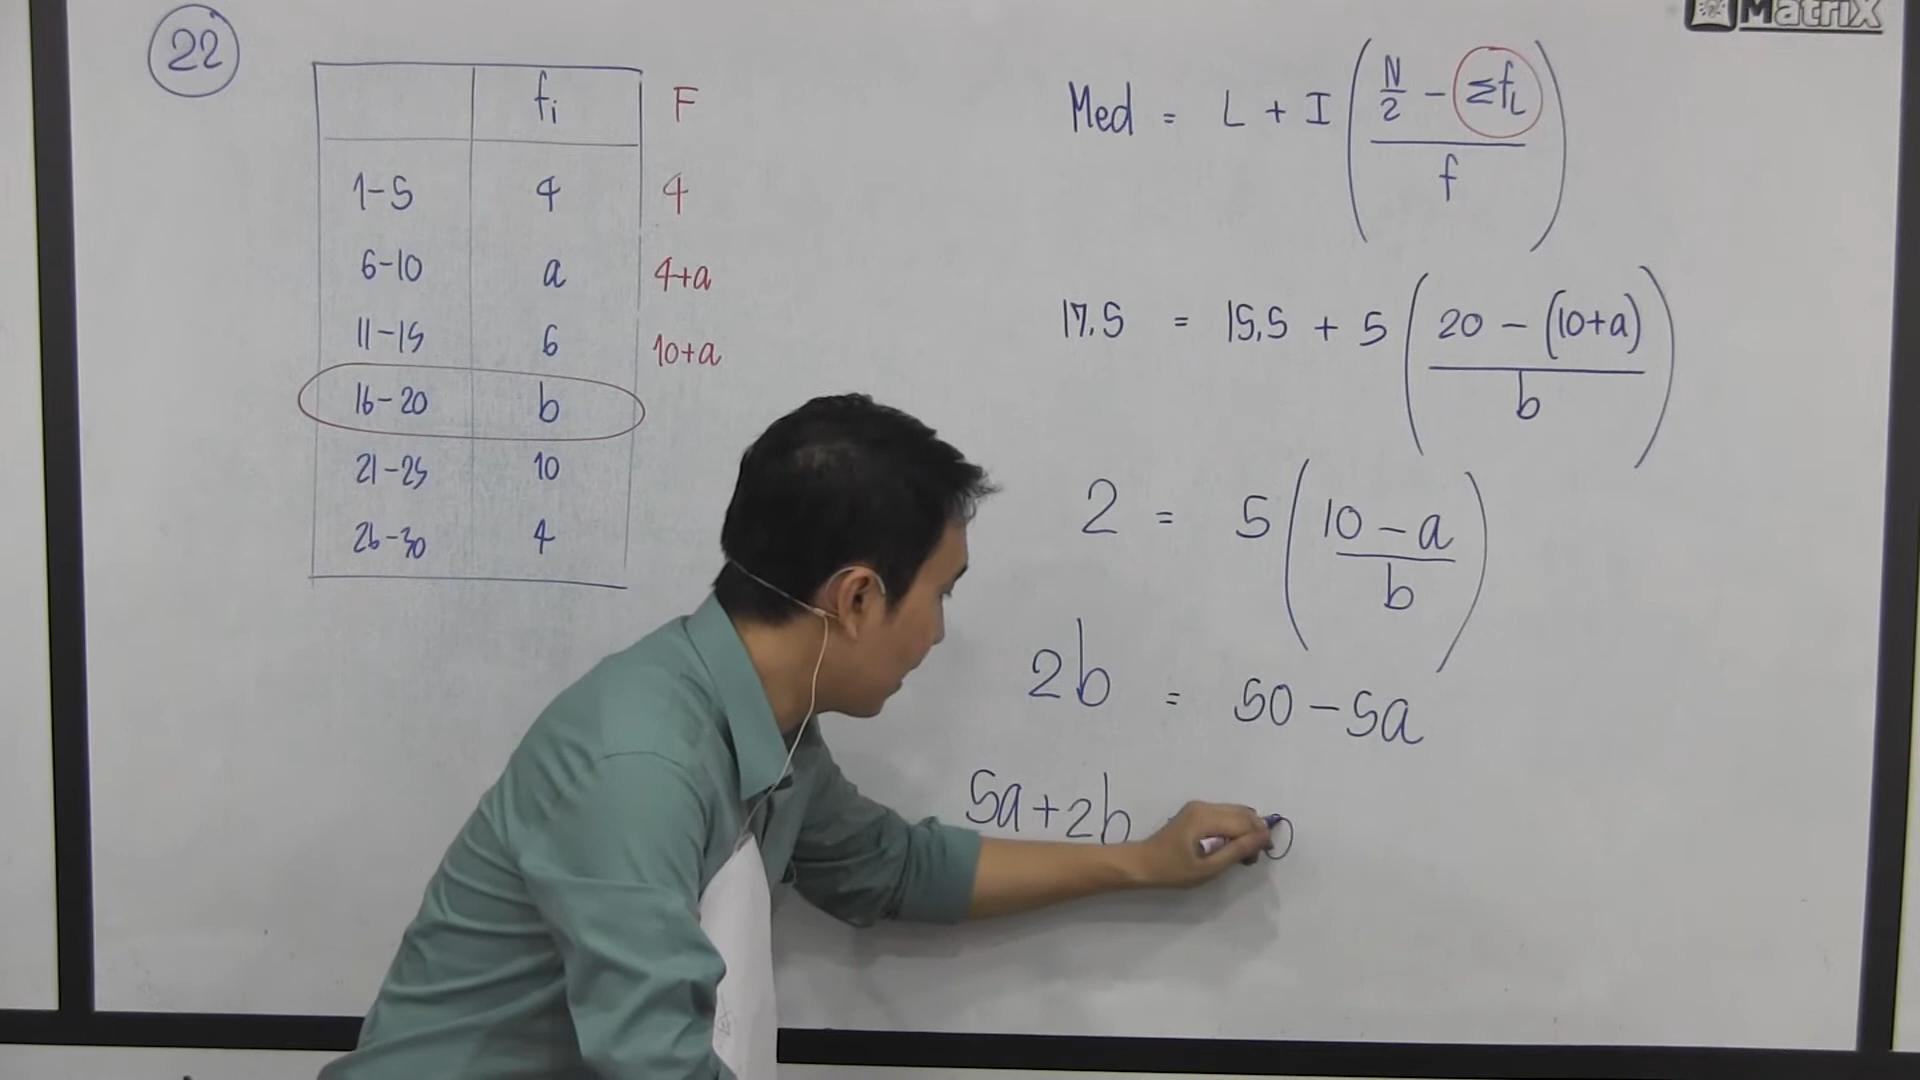 MatriX
22
fi F
1-5 4 4
6-10 a 4+a
11-15 6 10+a
16-20 b
21-25 10
26-30 4
Med = L + I ( (N/2 - ΣfL) / f )
17.5 = 15.5 + 5 ( (20 - (10+a)) / b )
2 = 5 ( (10 - a) / b )
2b = 50 - 5a
5a+2b 0